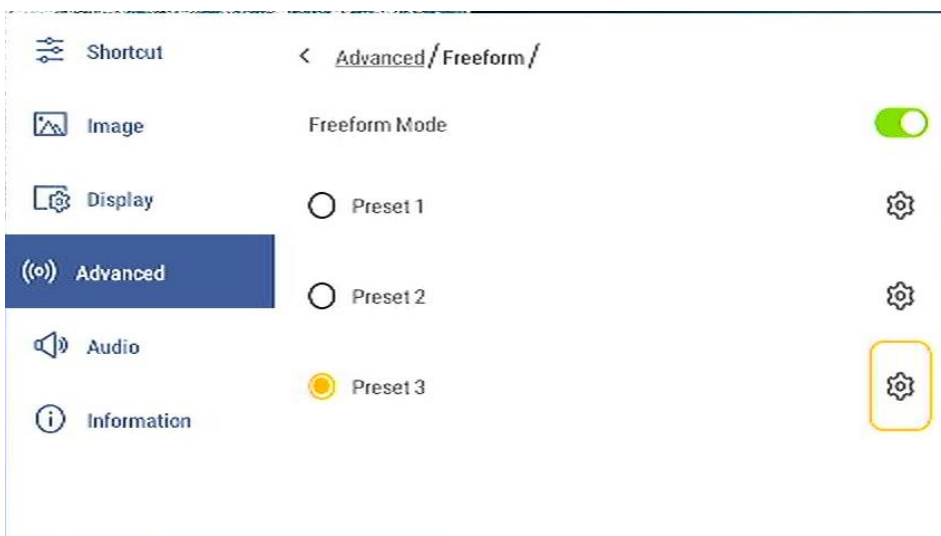 Shortcut
Image
Display
Advanced
Audio
Information
Advanced/Freeform/
Freeform Mode
Preset 1
Preset 2
Preset 3